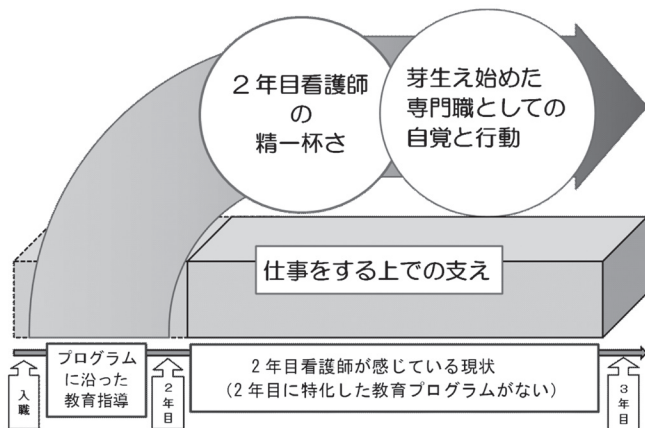 2年目看護師
の
精一杯さ
芽生え始めた
専門職としての
自覚と行動
仕事をする上での支え
プログラム
に沿った
教育指導
2年目看護師が感じている現状
(2年目に特化した教育プログラムがない)
入職
2年目
3年目